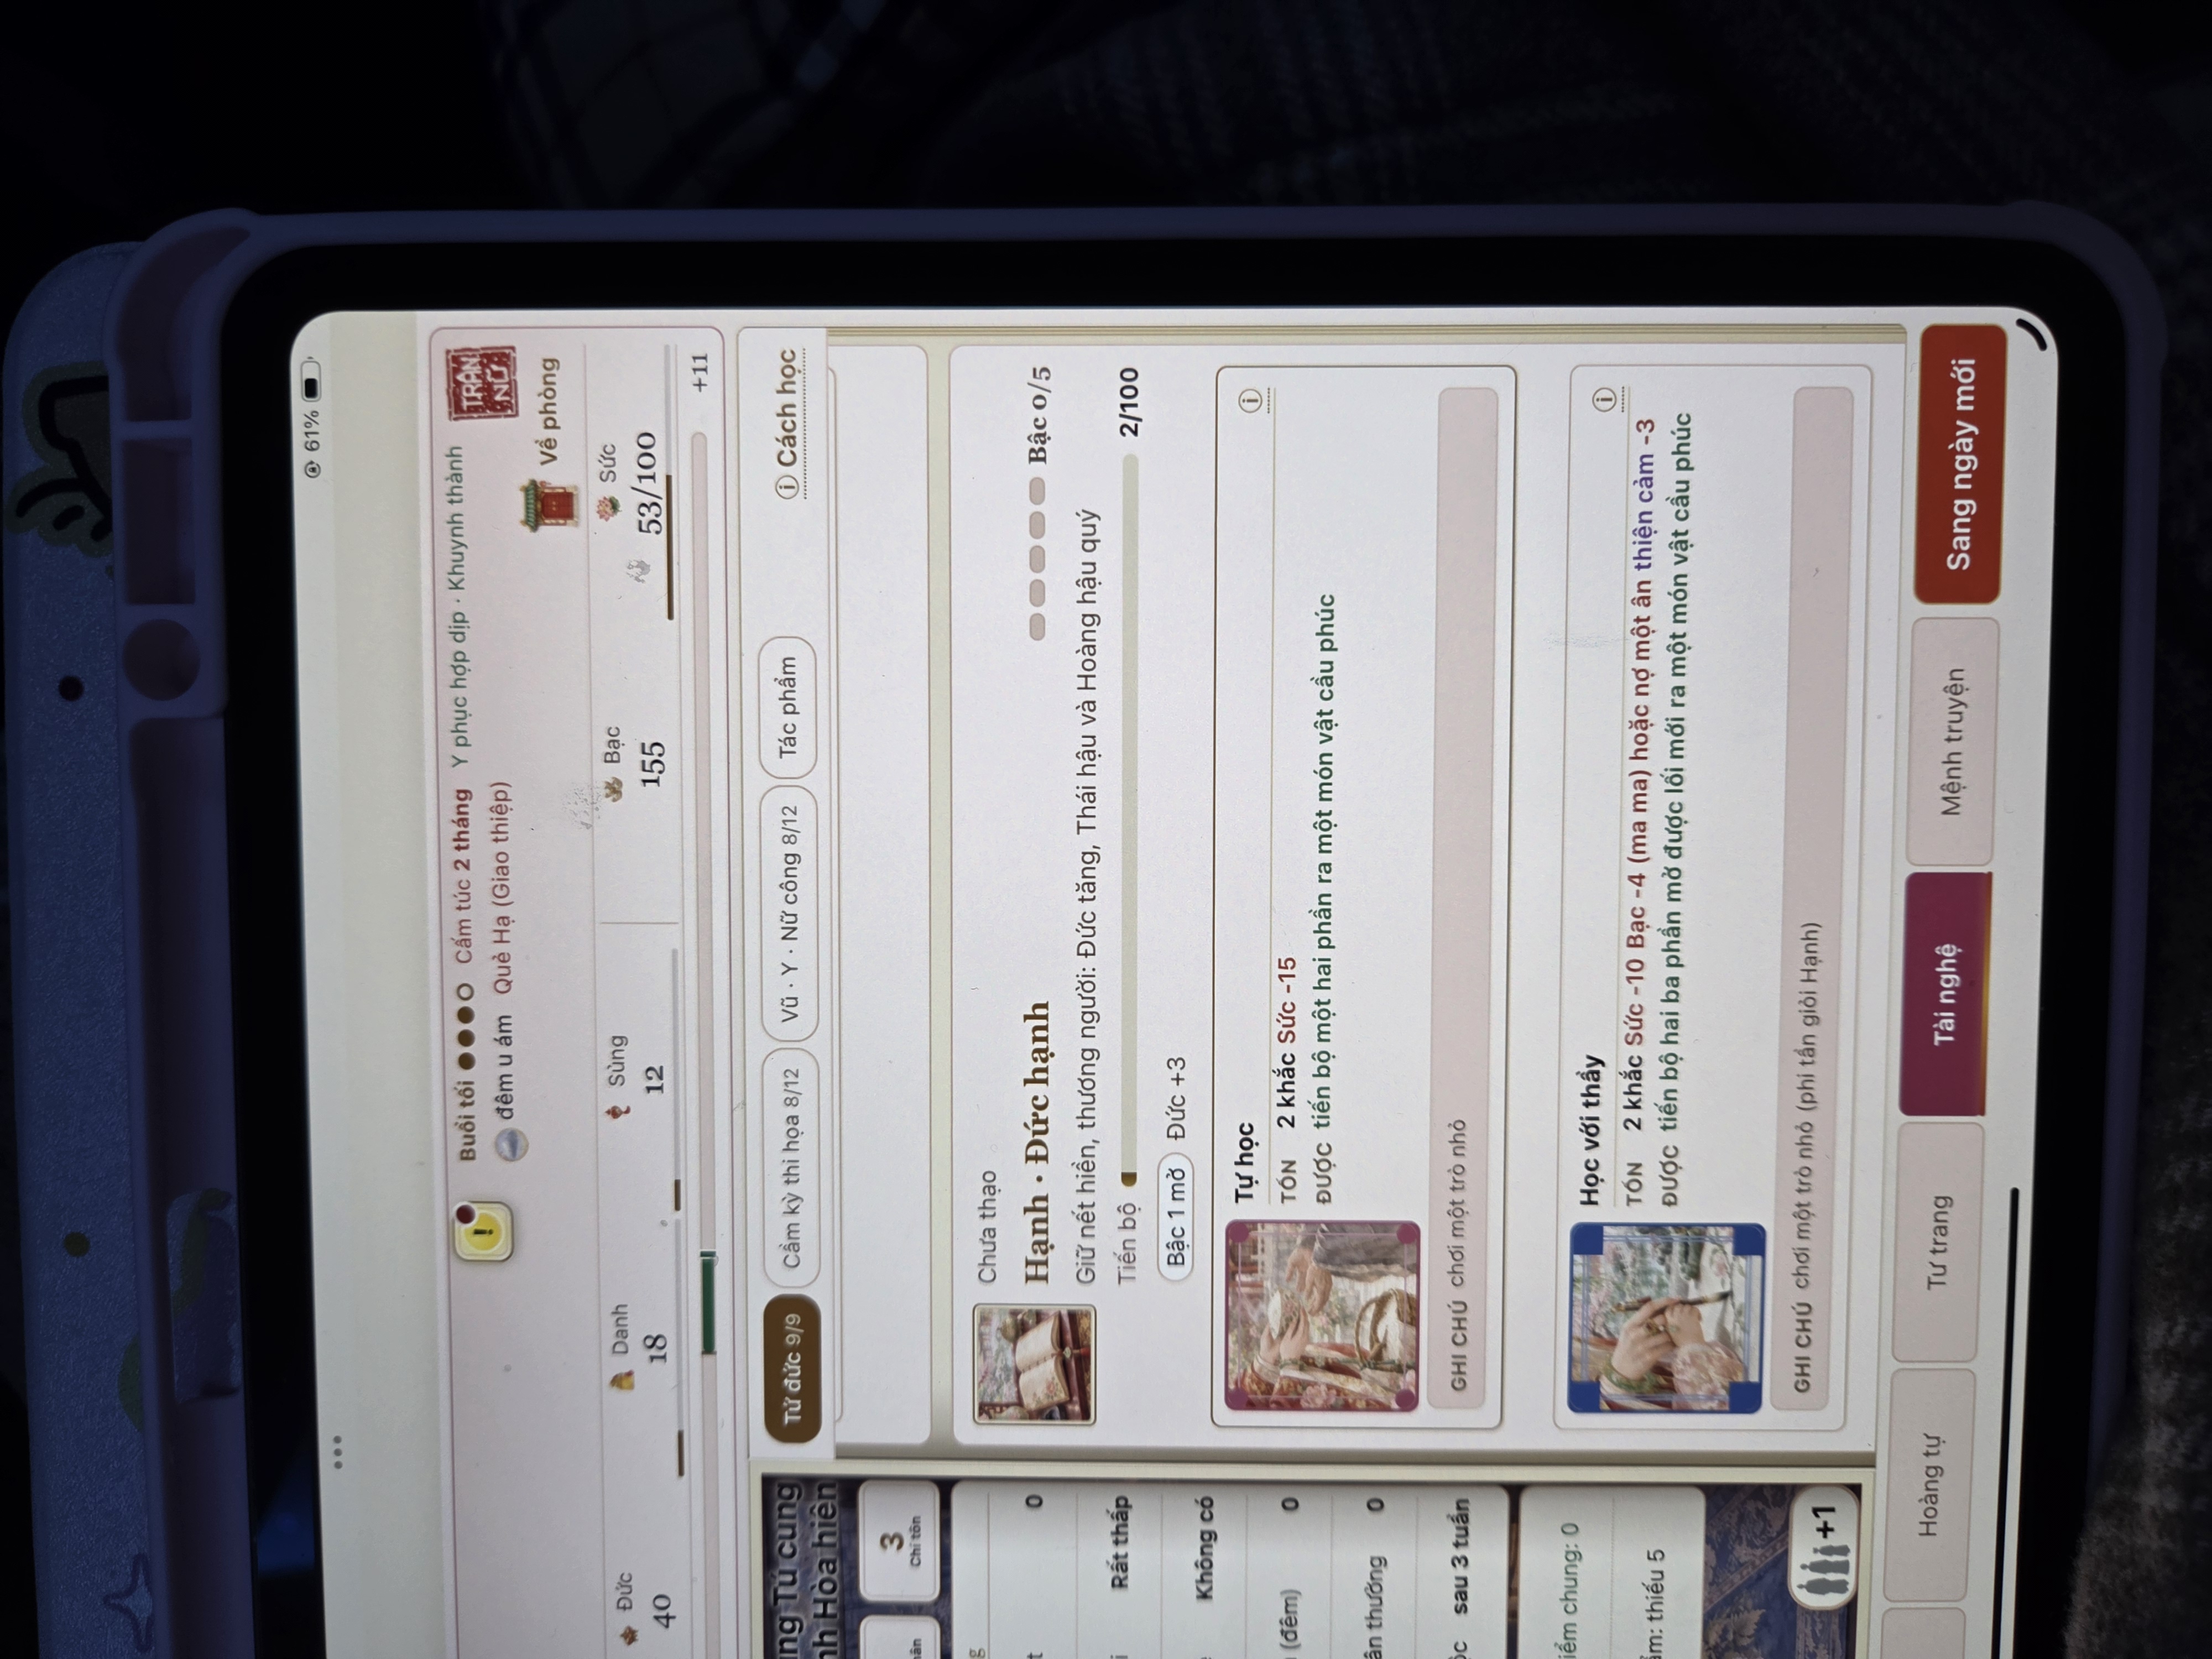 61%
Buổi tối Cấm túc 2 tháng Y phục hợp dịp · Khuynh thành
đêm u ám Quẻ Hạ (Giao thiệp)
TRÂN NỮ
Về phòng
Đức Danh Sủng Bạc Sức
40 18 12 155 53/100
+11
Tú cung
Hòa hiên
3
Chí tôn
0
Rất thấp
Không có
(đêm) 0
thưởng 0
sau 3 tuần
chung: 0
thiếu 5
+1
Tứ đức 9/9 Cầm kỳ thi họa 8/12 Vũ · Y · Nữ công 8/12 Tác phẩm Cách học
Chưa thạo
Hạnh · Đức hạnh Bậc 0/5
Giữ nết hiền, thương người: Đức tăng, Thái hậu và Hoàng hậu quý
Tiến bộ 2/100
Bậc 1 mở Đức +3
Tự học
TỐN 2 khắc Sức -15
ĐƯỢC tiến bộ một hai phần ra một món vật cầu phúc
GHI CHÚ chơi một trò nhỏ
Học với thầy
TỐN 2 khắc Sức -10 Bạc -4 (ma ma) hoặc nợ một ân thiện cảm -3
ĐƯỢC tiến bộ hai ba phần mở được lối mới ra một món vật cầu phúc
GHI CHÚ chơi một trò nhỏ (phi tần giỏi Hạnh)
Hoàng tự Tư trang Tài nghệ Mệnh truyện Sang ngày mới